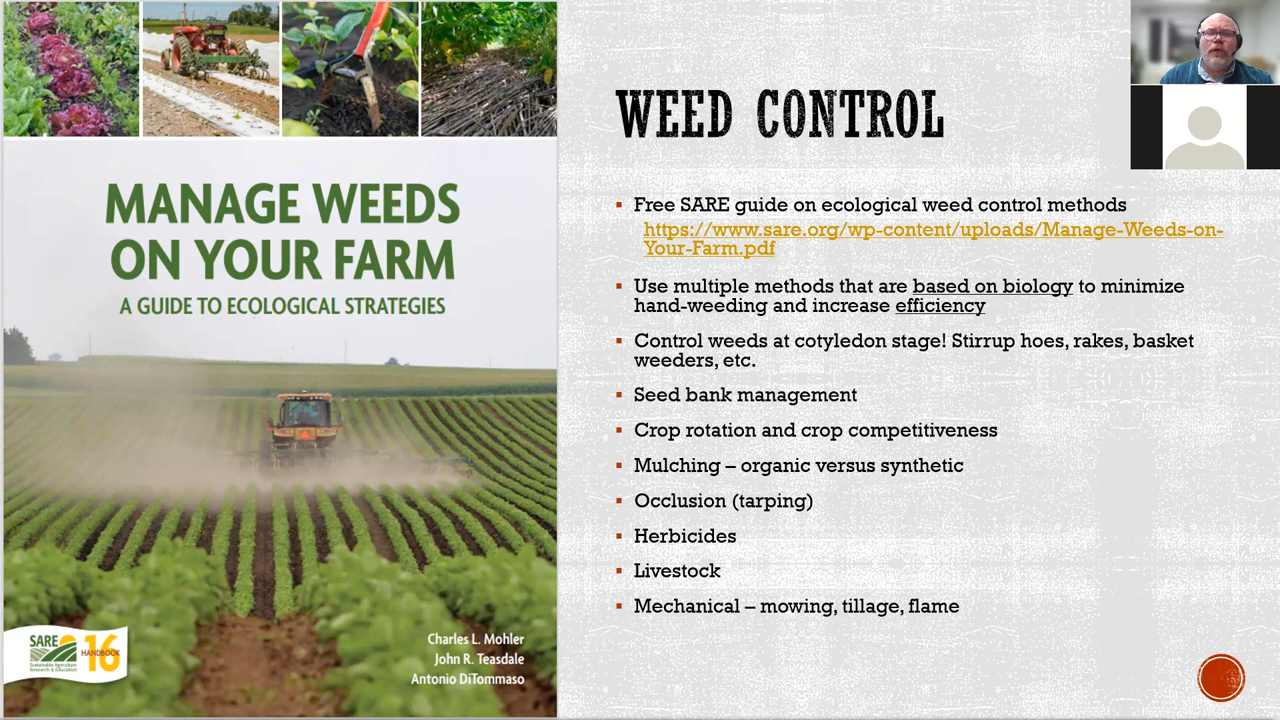 MANAGE WEEDS
ON YOUR FARM
A GUIDE TO ECOLOGICAL STRATEGIES
SARE
Sustainable Agriculture
Research & Education
16
HANDBOOK
Charles L. Mohler
John R. Teasdale
Antonio DiTommaso
WEED CONTROL
▪ Free SARE guide on ecological weed control methods
https://www.sare.org/wp-content/uploads/Manage-Weeds-on-
Your-Farm.pdf
▪ Use multiple methods that are based on biology to minimize
hand-weeding and increase efficiency
▪ Control weeds at cotyledon stage! Stirrup hoes, rakes, basket
weeders, etc.
▪ Seed bank management
▪ Crop rotation and crop competitiveness
▪ Mulching – organic versus synthetic
▪ Occlusion (tarping)
▪ Herbicides
▪ Livestock
▪ Mechanical – mowing, tillage, flame